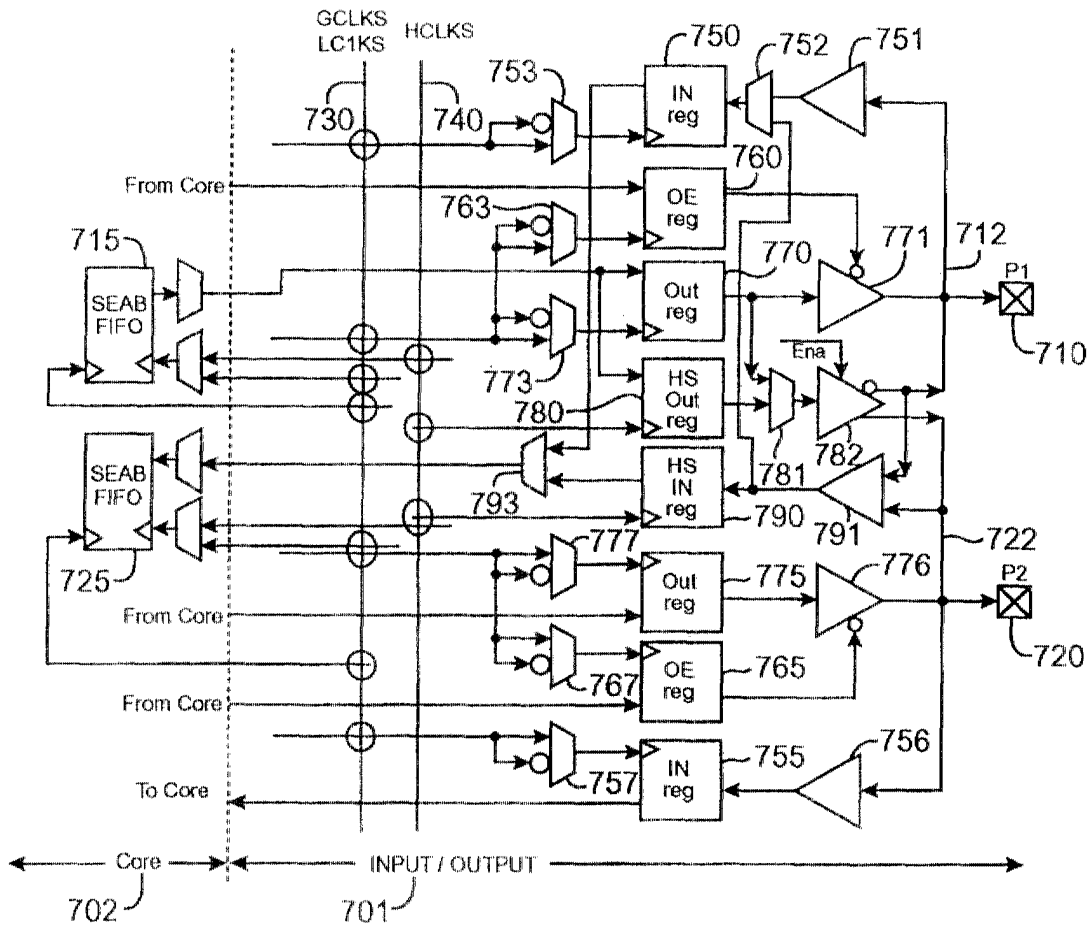 GCLKS HCLKS
LC1KS
750 752 751
753
IN
reg
730 740
760
From Core
OE
reg
763
715
770 771 712
P1
SEAB
FIFO
Out
reg
710
Ena
773
HS
Out
reg
780
781 782
SEAB
FIFO
793
HS
IN
reg
790 791
777 722
725
Out
reg
775 776
P2
From Core
720
767
OE
reg
765
From Core
757
IN
reg
755 756
To Core
Core INPUT / OUTPUT
702 701